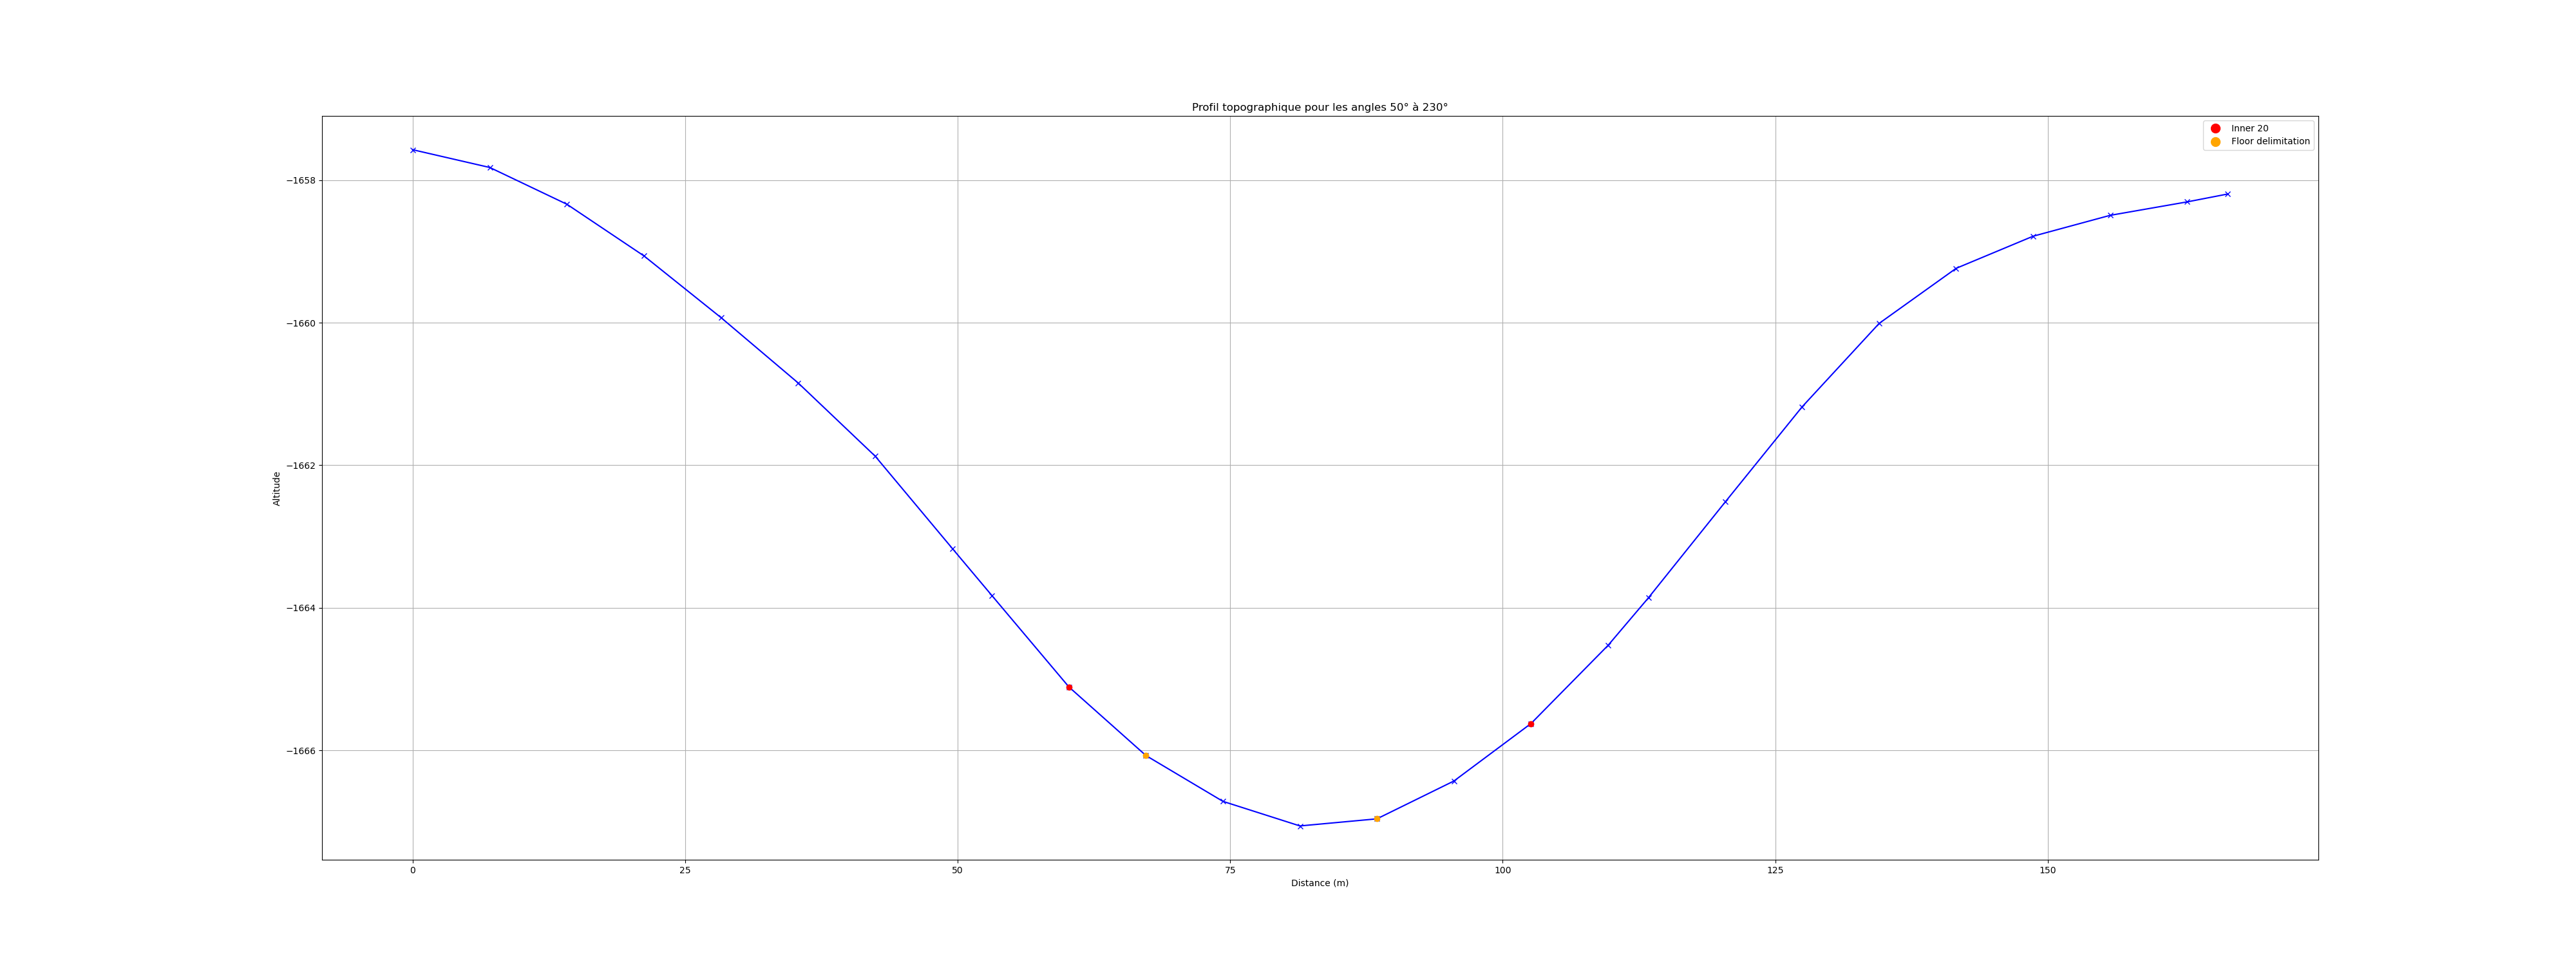 Profil topographique pour les angles 50° à 230°
Inner 20
Floor delimitation
−1658
−1660
−1662
−1664
−1666
Altitude
0 25 50 75 100 125 150
Distance (m)